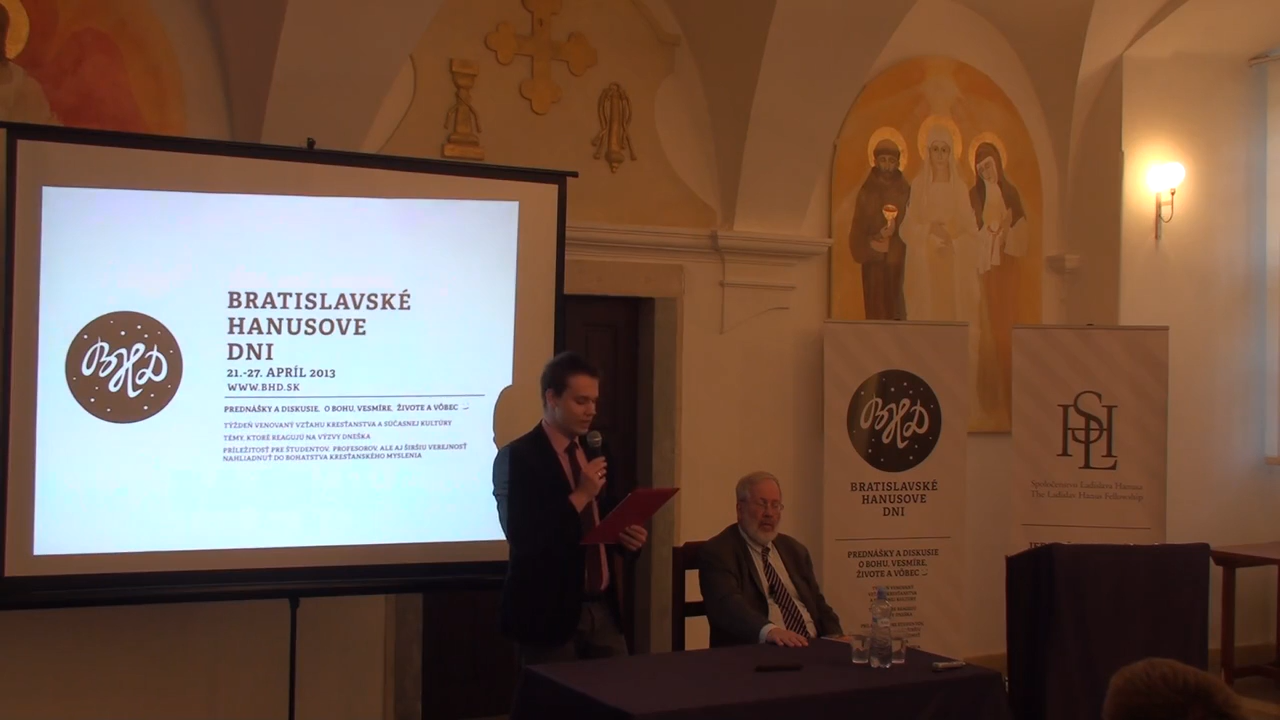 BHD
BRATISLAVSKÉ
HANUSOVE
DNI
21.-27. APRÍL 2013
WWW.BHD.SK
PREDNÁŠKY A DISKUSIE, O BOHU, VESMÍRE, ŽIVOTE A VÔBEC
TÝŽDEŇ VENOVANÝ VZŤAHU KRESŤANSTVA A SÚČASNEJ KULTÚRY
TÉMY, KTORÉ REAGUJÚ NA VÝZVY DNEŠKA
PRÍLEŽITOSŤ PRE ŠTUDENTOV, PROFESOROV, ALE AJ ŠIRŠIU VEREJNOSŤ
NAHLIADNUŤ DO BOHATSTVA KRESŤANSKÉHO MYSLENIA
BHD
BRATISLAVSKÉ
HANUSOVE
DNI
PREDNÁŠKY A DISKUSIE
O BOHU, VESMÍRE,
ŽIVOTE A VÔBEC
SLH
Spoločenstvo Ladislava Hanusa
The Ladislav Hanus Fellowship